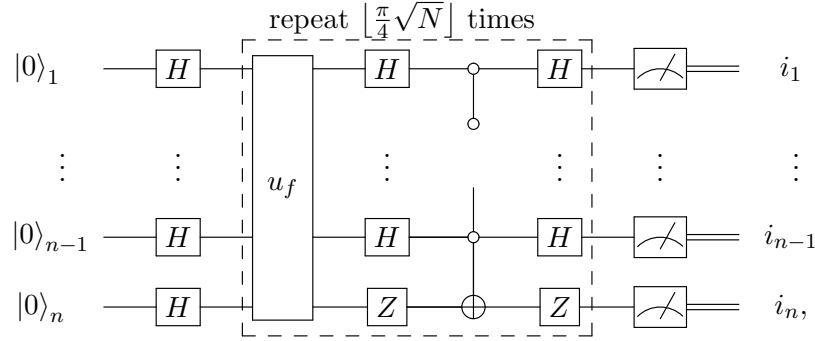 repeat ⌊π/4 √N⌋ times
|0⟩₁ H H H i₁
⋮ ⋮ u_f ⋮ ⋮ ⋮ ⋮
|0⟩ₙ₋₁ H H H iₙ₋₁
|0⟩ₙ H Z Z iₙ,